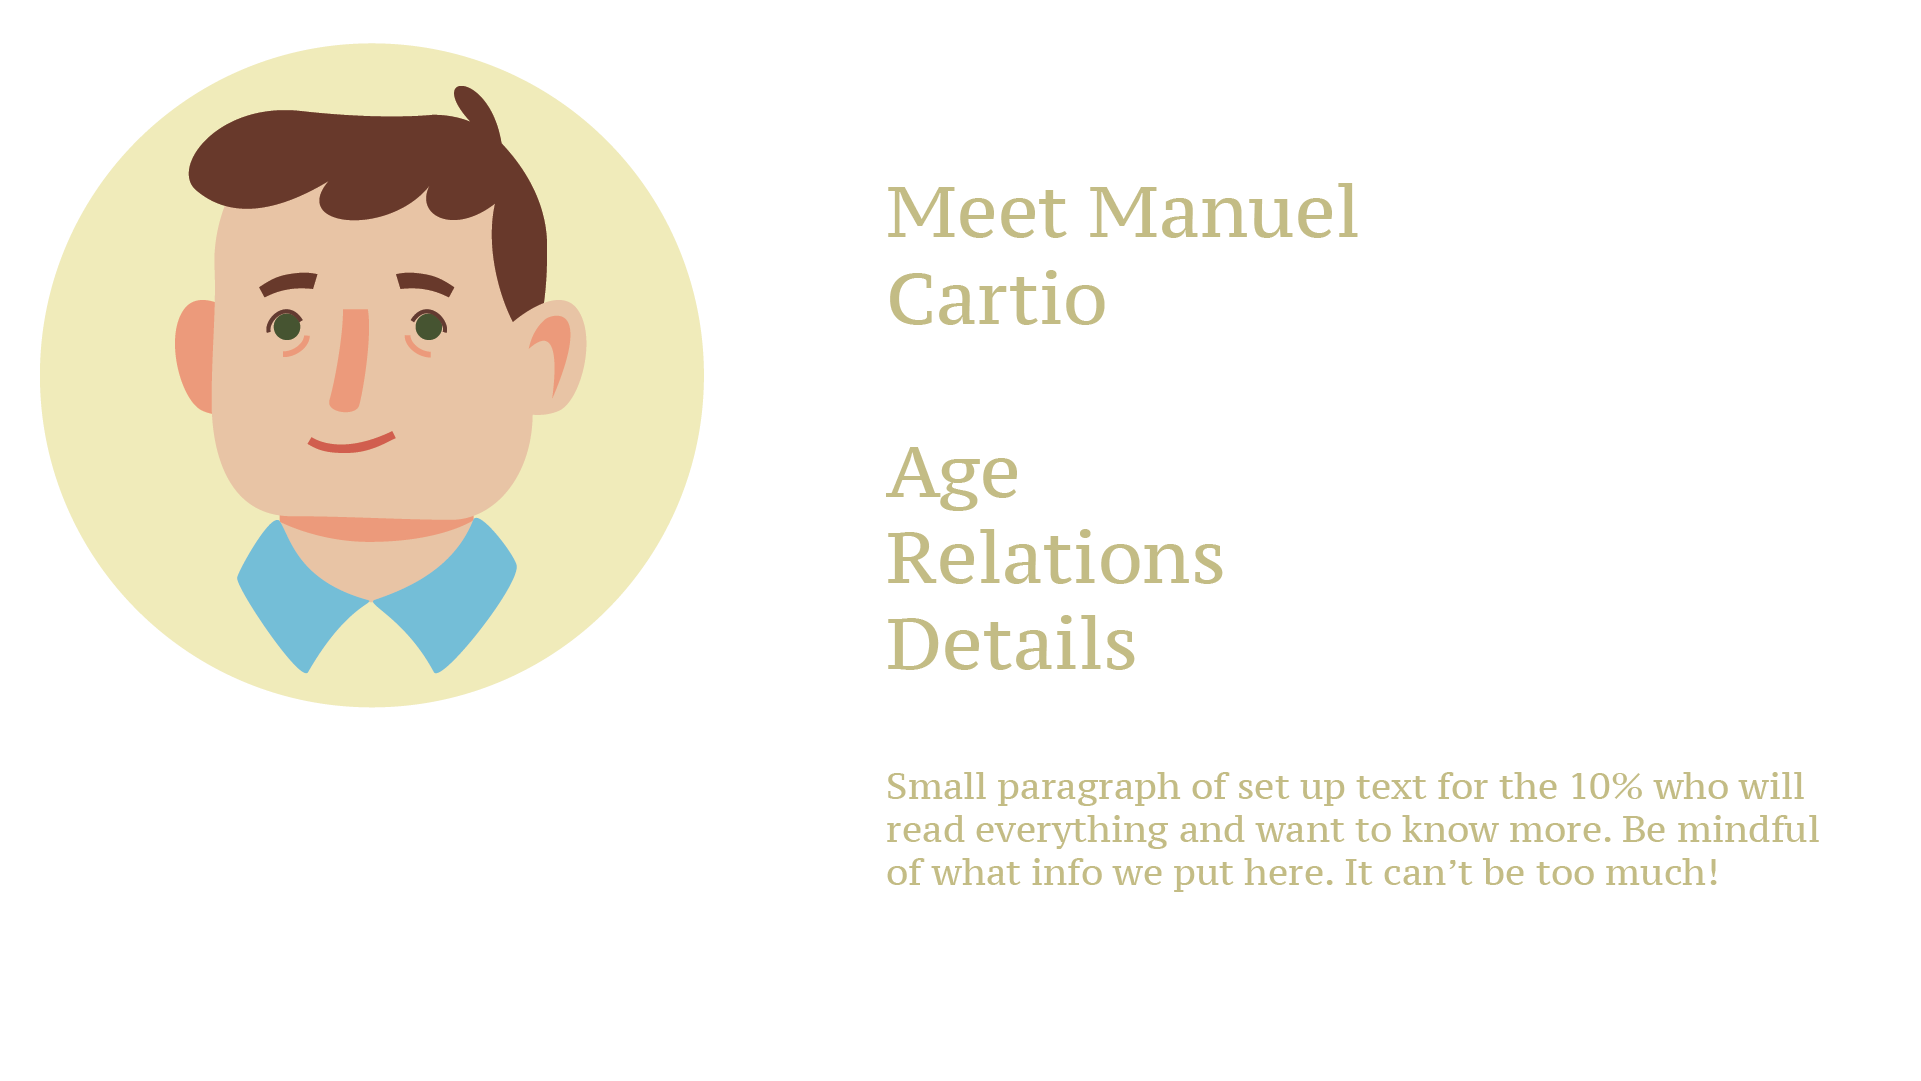 Meet Manuel
Cartio
Age
Relations
Details
Small paragraph of set up text for the 10% who will
read everything and want to know more. Be mindful
of what info we put here. It can’t be too much!